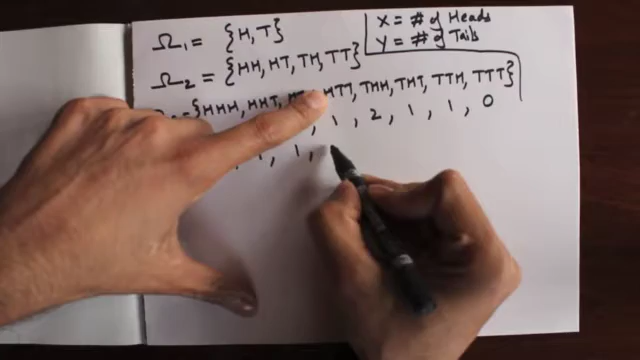 Ω₁ = {H, T}
X = # of Heads
Y = # of Tails
Ω₂ = {HH, HT, TH, TT}
= {HHH, HHT, HTT, THH, THT, TTH, TTT}
, 1, 2, 1, 1, 0
, 1, 1,